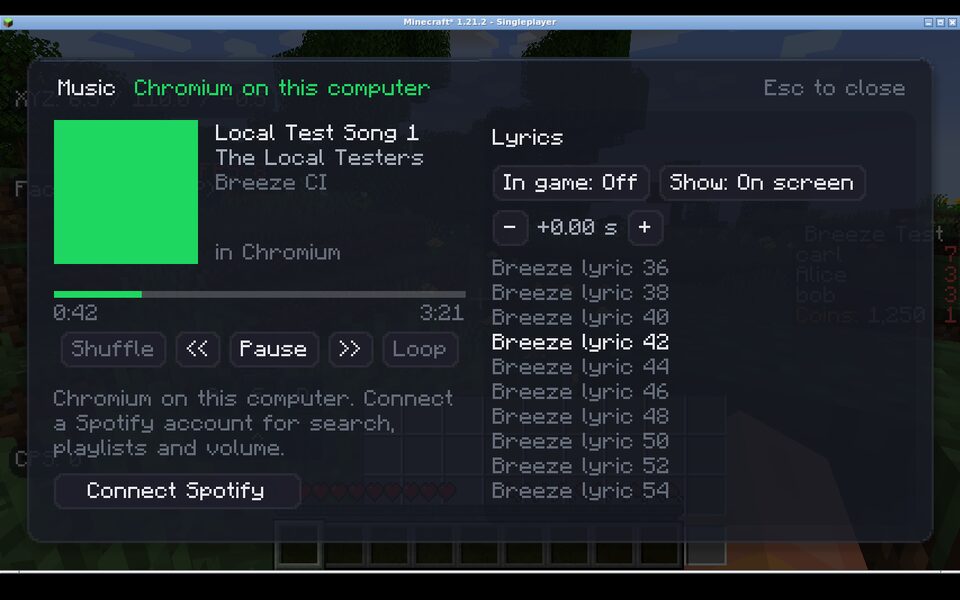 Minecraft* 1.21.2 - Singleplayer
Music Chromium on this computer
Esc to close
Local Test Song 1
The Local Testers
Breeze CI
in Chromium
0:42 3:21
Shuffle << Pause >> Loop
Chromium on this computer. Connect
a Spotify account for search,
playlists and volume.
Connect Spotify
Lyrics
In game: Off Show: On screen
- +0.00 s +
Breeze lyric 36
Breeze lyric 38
Breeze lyric 40
Breeze lyric 42
Breeze lyric 44
Breeze lyric 46
Breeze lyric 48
Breeze lyric 50
Breeze lyric 52
Breeze lyric 54
Breeze Test
carl 7
Alice 3
bob 3
Coins: 1,250 1